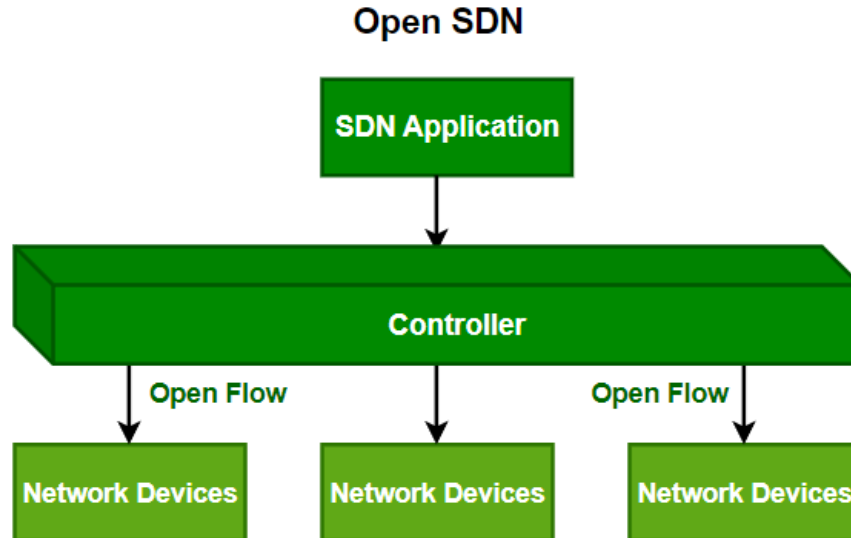 Open SDN
SDN Application
Controller
Open Flow
Open Flow
Network Devices
Network Devices
Network Devices